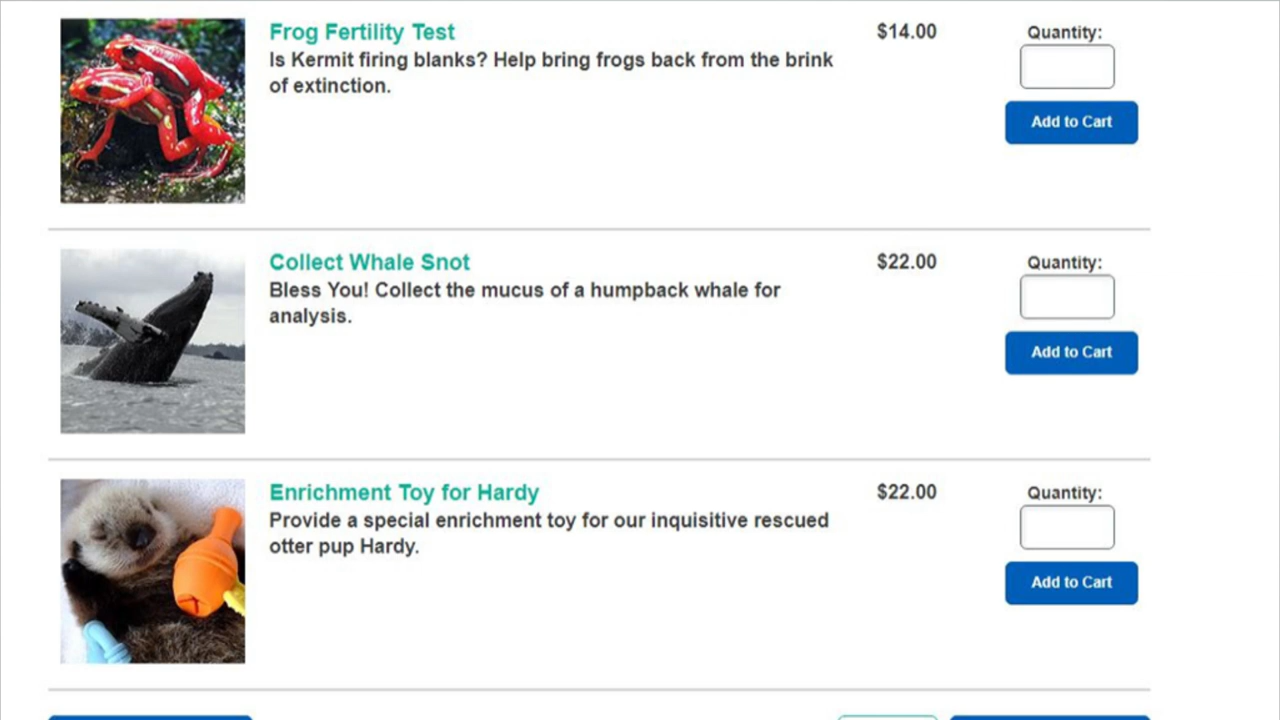 Frog Fertility Test
$14.00
Quantity:
Is Kermit firing blanks? Help bring frogs back from the brink
of extinction.
Add to Cart
Collect Whale Snot
$22.00
Quantity:
Bless You! Collect the mucus of a humpback whale for
analysis.
Add to Cart
Enrichment Toy for Hardy
$22.00
Quantity:
Provide a special enrichment toy for our inquisitive rescued
otter pup Hardy.
Add to Cart